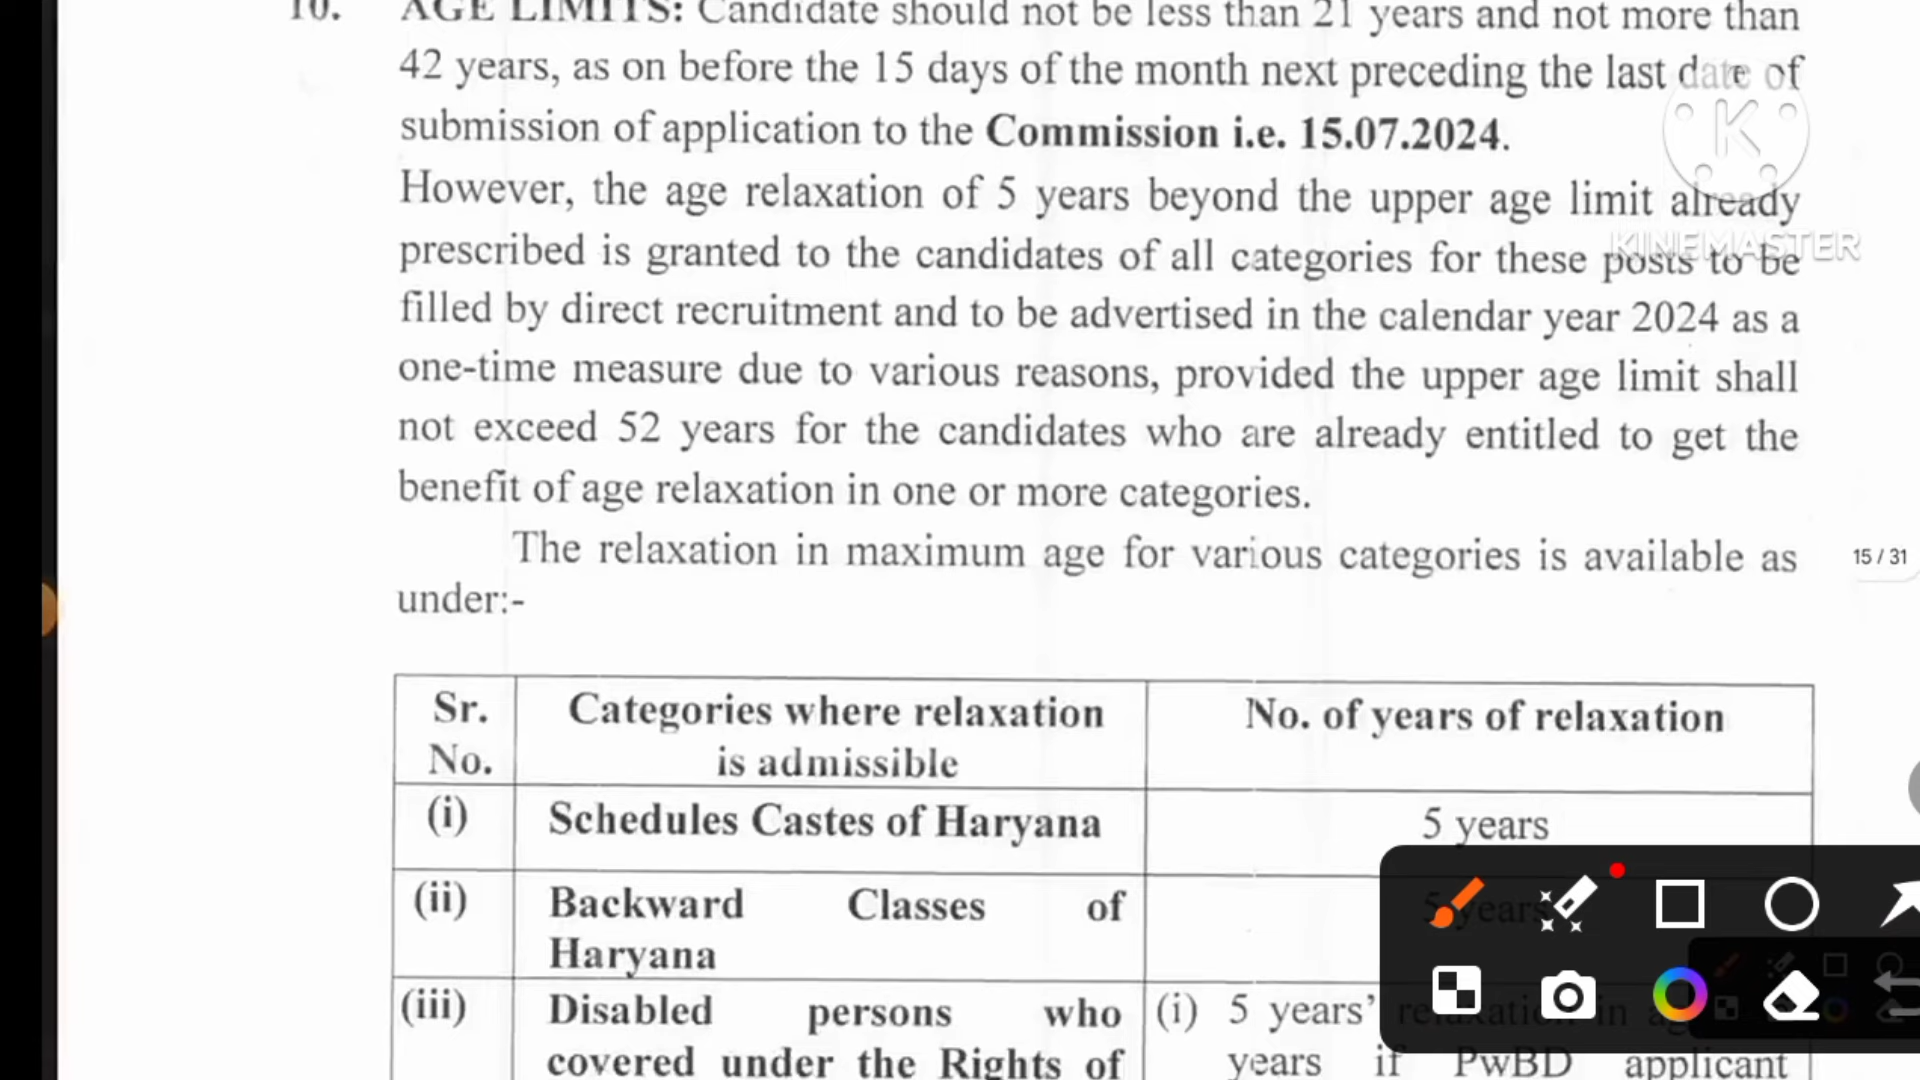 10. AGE LIMITS: Candidate should not be less than 21 years and not more than
42 years, as on before the 15 days of the month next preceding the last date of
submission of application to the Commission i.e. 15.07.2024.
However, the age relaxation of 5 years beyond the upper age limit already
prescribed is granted to the candidates of all categories for these posts to be
filled by direct recruitment and to be advertised in the calendar year 2024 as a
one-time measure due to various reasons, provided the upper age limit shall
not exceed 52 years for the candidates who are already entitled to get the
benefit of age relaxation in one or more categories.
The relaxation in maximum age for various categories is available as
under:-
K
KINEMASTER
15 / 31
Sr. No. Categories where relaxation is admissible No. of years of relaxation
(i) Schedules Castes of Haryana 5 years
(ii) Backward Classes of Haryana 5 years
(iii) Disabled persons who (i) 5 years' relaxation in
covered under the Rights of years if PwBD applicant